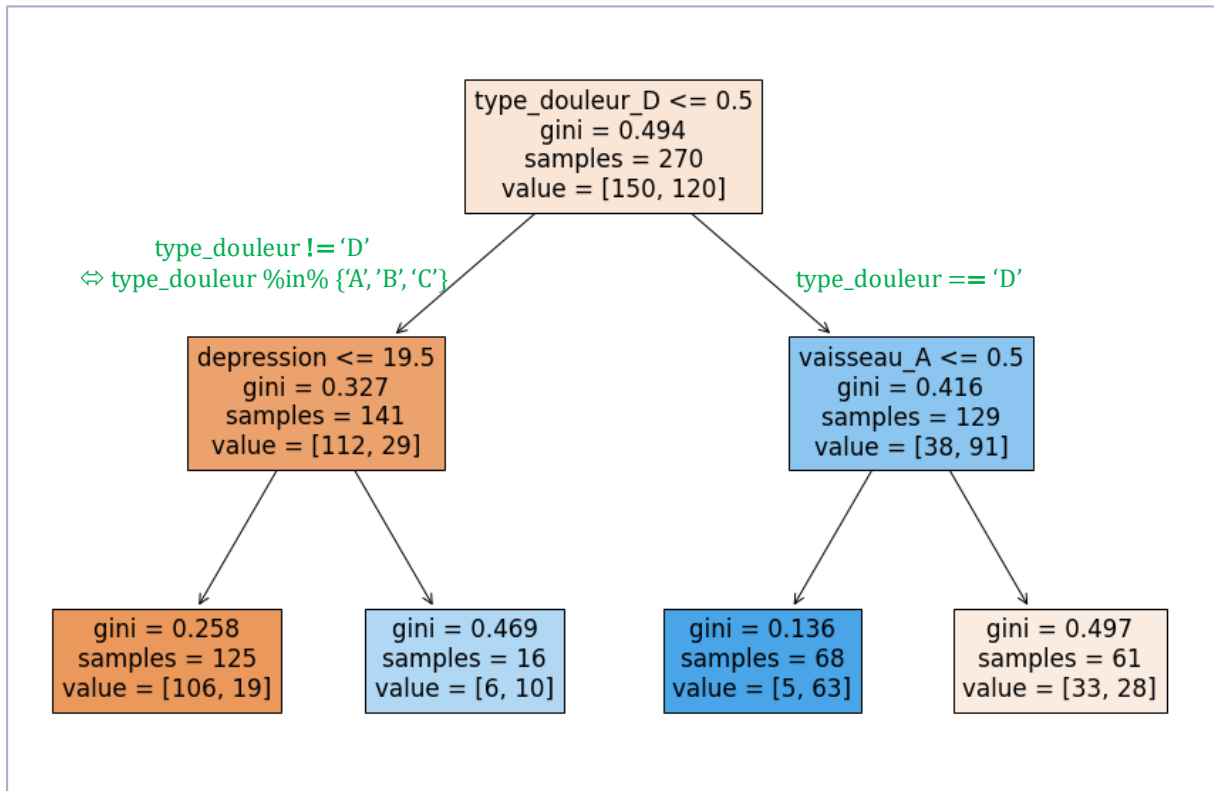 type_douleur_D <= 0.5
gini = 0.494
samples = 270
value = [150, 120]
type_douleur != ‘D’
⇔ type_douleur %in% {‘A’, ’B’, ‘C’}
type_douleur == ‘D’
depression <= 19.5
gini = 0.327
samples = 141
value = [112, 29]
vaisseau_A <= 0.5
gini = 0.416
samples = 129
value = [38, 91]
gini = 0.258
samples = 125
value = [106, 19]
gini = 0.469
samples = 16
value = [6, 10]
gini = 0.136
samples = 68
value = [5, 63]
gini = 0.497
samples = 61
value = [33, 28]